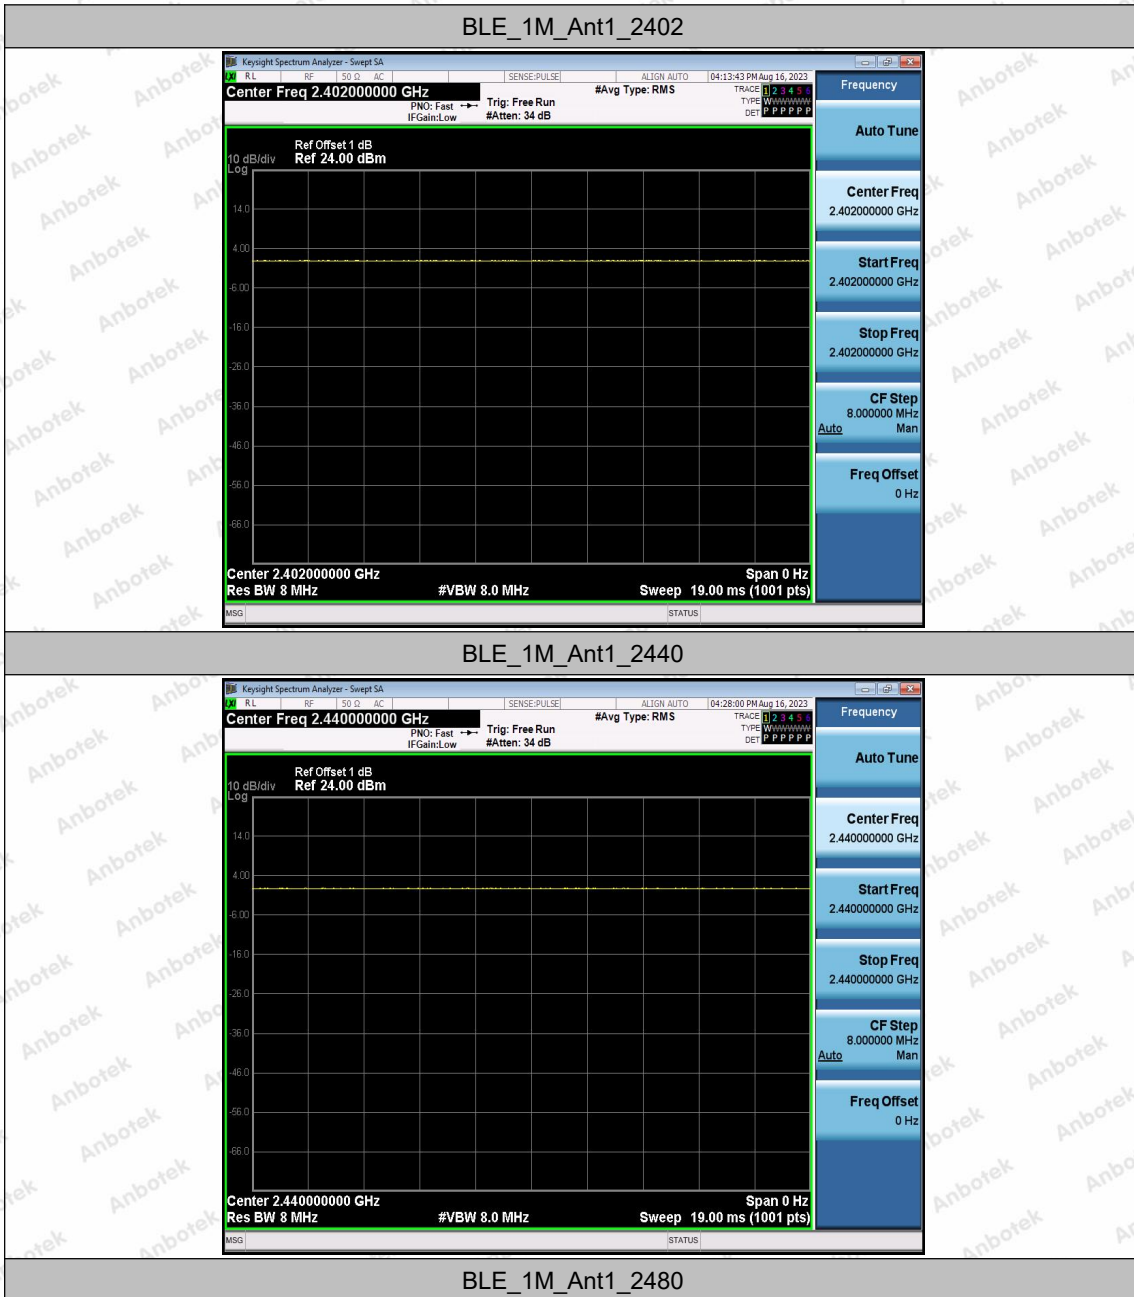 BLE_1M_Ant1_2402
Keysight Spectrum Analyzer - Swept SA
LXI RL RF 50 Ω AC SENSE:PULSE ALIGN AUTO 04:13:43 PM Aug 16, 2023
Center Freq 2.402000000 GHz #Avg Type: RMS TRACE 1 2 3 4 5 6
PNO: Fast Trig: Free Run TYPE WWWWWW
IFGain:Low #Atten: 34 dB DET P P P P P P
Ref Offset 1 dB
10 dB/div Ref 24.00 dBm
Log
14.0
4.00
-6.00
-16.0
-26.0
-36.0
-46.0
-56.0
-66.0
Center 2.402000000 GHz Span 0 Hz
Res BW 8 MHz #VBW 8.0 MHz Sweep 19.00 ms (1001 pts)
MSG STATUS
Frequency
Auto Tune
Center Freq
2.402000000 GHz
Start Freq
2.402000000 GHz
Stop Freq
2.402000000 GHz
CF Step
8.000000 MHz
Auto Man
Freq Offset
0 Hz
BLE_1M_Ant1_2440
Keysight Spectrum Analyzer - Swept SA
LXI RL RF 50 Ω AC SENSE:PULSE ALIGN AUTO 04:28:00 PM Aug 16, 2023
Center Freq 2.440000000 GHz #Avg Type: RMS TRACE 1 2 3 4 5 6
PNO: Fast Trig: Free Run TYPE WWWWWW
IFGain:Low #Atten: 34 dB DET P P P P P P
Ref Offset 1 dB
10 dB/div Ref 24.00 dBm
Log
14.0
4.00
-6.00
-16.0
-26.0
-36.0
-46.0
-56.0
-66.0
Center 2.440000000 GHz Span 0 Hz
Res BW 8 MHz #VBW 8.0 MHz Sweep 19.00 ms (1001 pts)
MSG STATUS
Frequency
Auto Tune
Center Freq
2.440000000 GHz
Start Freq
2.440000000 GHz
Stop Freq
2.440000000 GHz
CF Step
8.000000 MHz
Auto Man
Freq Offset
0 Hz
BLE_1M_Ant1_2480
Anbotek